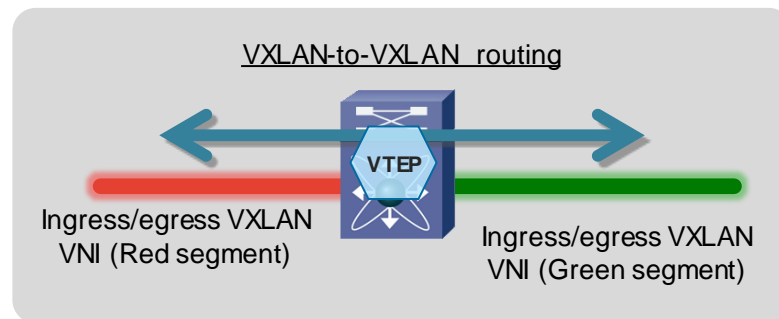 VXLAN-to-VXLAN routing
VTEP
Ingress/egress VXLAN
VNI (Red segment)
Ingress/egress VXLAN
VNI (Green segment)